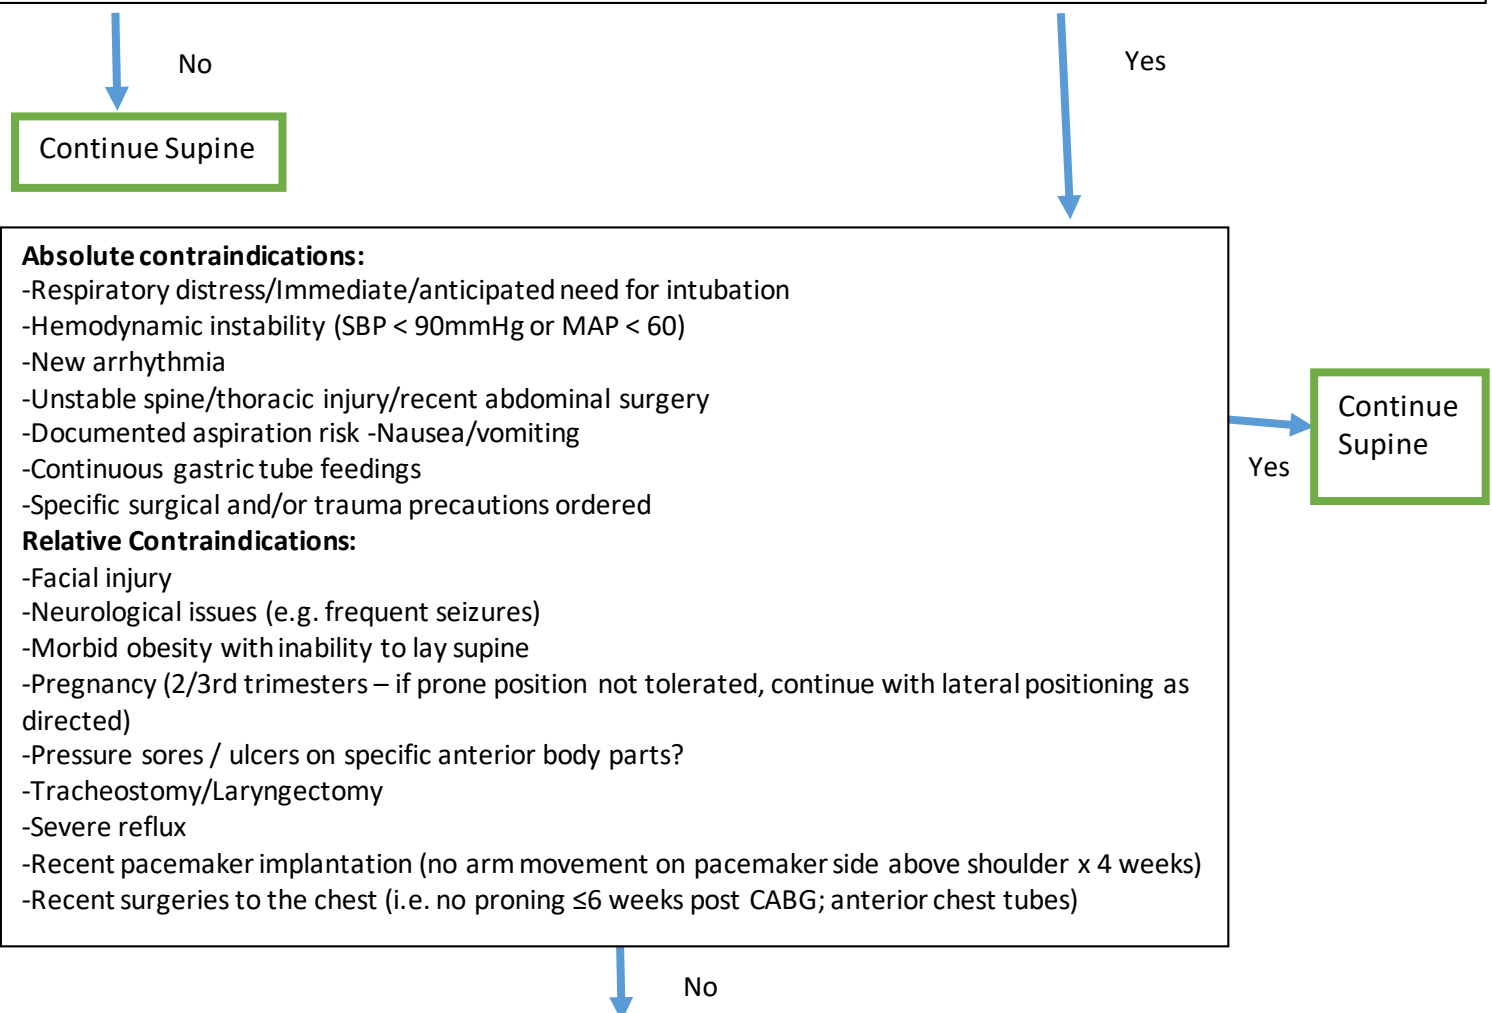 No
Yes
Continue Supine
Absolute contraindications:
-Respiratory distress/Immediate/anticipated need for intubation
-Hemodynamic instability (SBP < 90mmHg or MAP < 60)
-New arrhythmia
-Unstable spine/thoracic injury/recent abdominal surgery
-Documented aspiration risk -Nausea/vomiting
-Continuous gastric tube feedings
-Specific surgical and/or trauma precautions ordered
Relative Contraindications:
-Facial injury
-Neurological issues (e.g. frequent seizures)
-Morbid obesity with inability to lay supine
-Pregnancy (2/3rd trimesters – if prone position not tolerated, continue with lateral positioning as
directed)
-Pressure sores / ulcers on specific anterior body parts?
-Tracheostomy/Laryngectomy
-Severe reflux
-Recent pacemaker implantation (no arm movement on pacemaker side above shoulder x 4 weeks)
-Recent surgeries to the chest (i.e. no proning ≤6 weeks post CABG; anterior chest tubes)
Yes
Continue
Supine
No